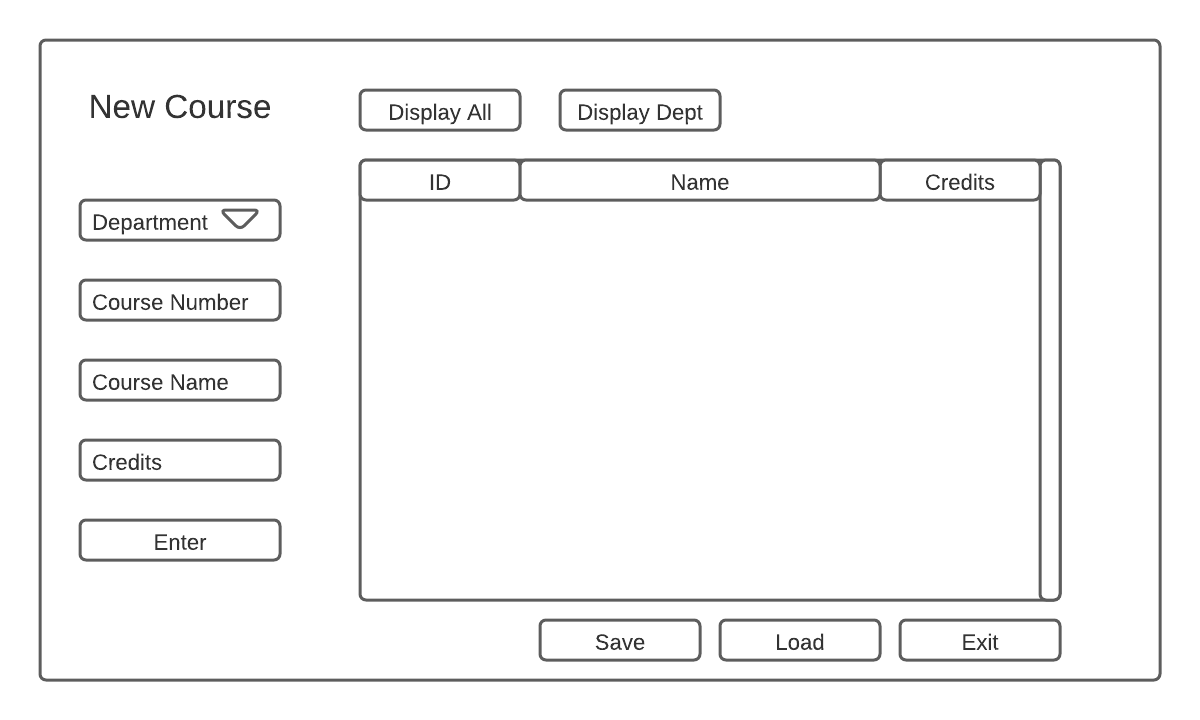 New Course
Display All
Display Dept
ID
Name
Credits
Department
Course Number
Course Name
Credits
Enter
Save
Load
Exit